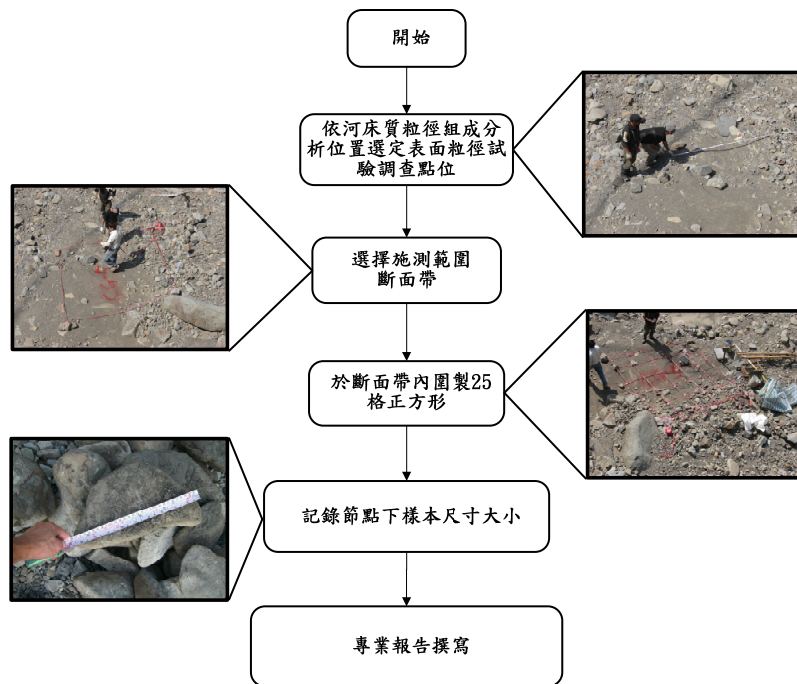 開始
依河床質粒徑組成分
析位置選定表面粒徑試
驗調查點位
選擇施測範圍
斷面帶
於斷面帶內圍製25
格正方形
記錄節點下樣本尺寸大小
專業報告撰寫